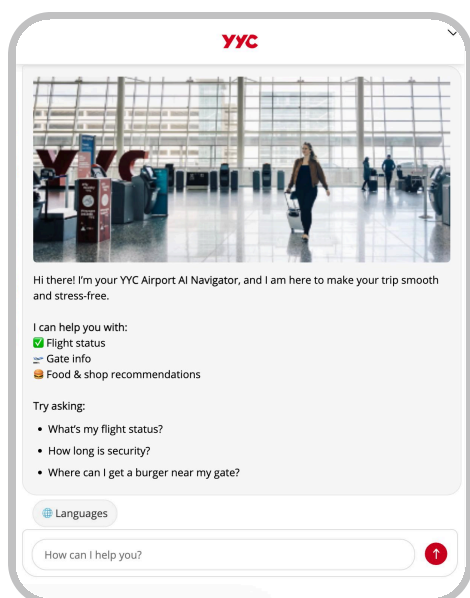 YYC
YYC
Hi there! I'm your YYC Airport AI Navigator, and I am here to make your trip smooth
and stress-free.
I can help you with:
✅ Flight status
🛫 Gate info
🍔 Food & shop recommendations
Try asking:
• What's my flight status?
• How long is security?
• Where can I get a burger near my gate?
🌐 Languages
How can I help you?